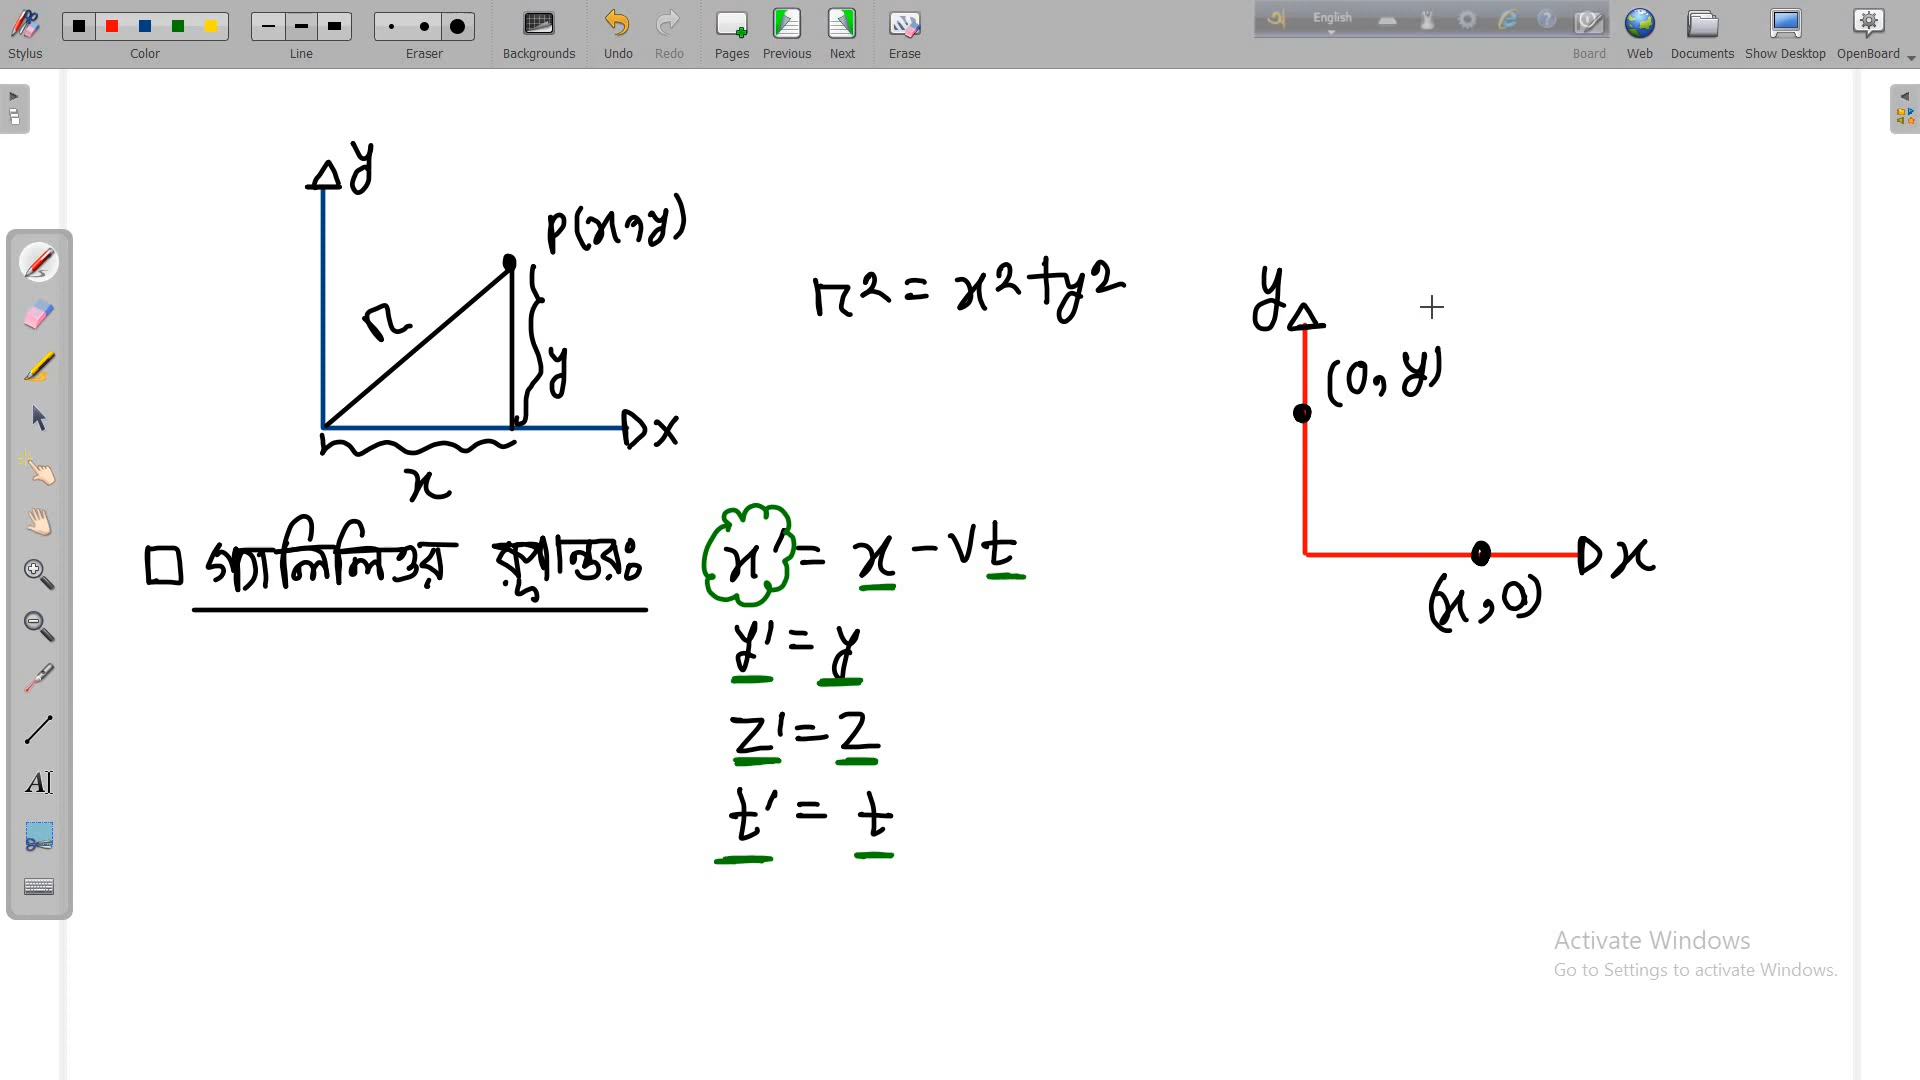 Stylus Color Line Eraser Backgrounds Undo Redo Pages Previous Next Erase Board Web Documents Show Desktop OpenBoard
English
y
P(x,y)
r
y
x
x
r2 = x2+y2
y
(0, y)
x
(x, 0)
গ্যালিলিওর রূপান্তর:
x' = x - vt
y' = y
z' = z
t' = t
Activate Windows
Go to Settings to activate Windows.